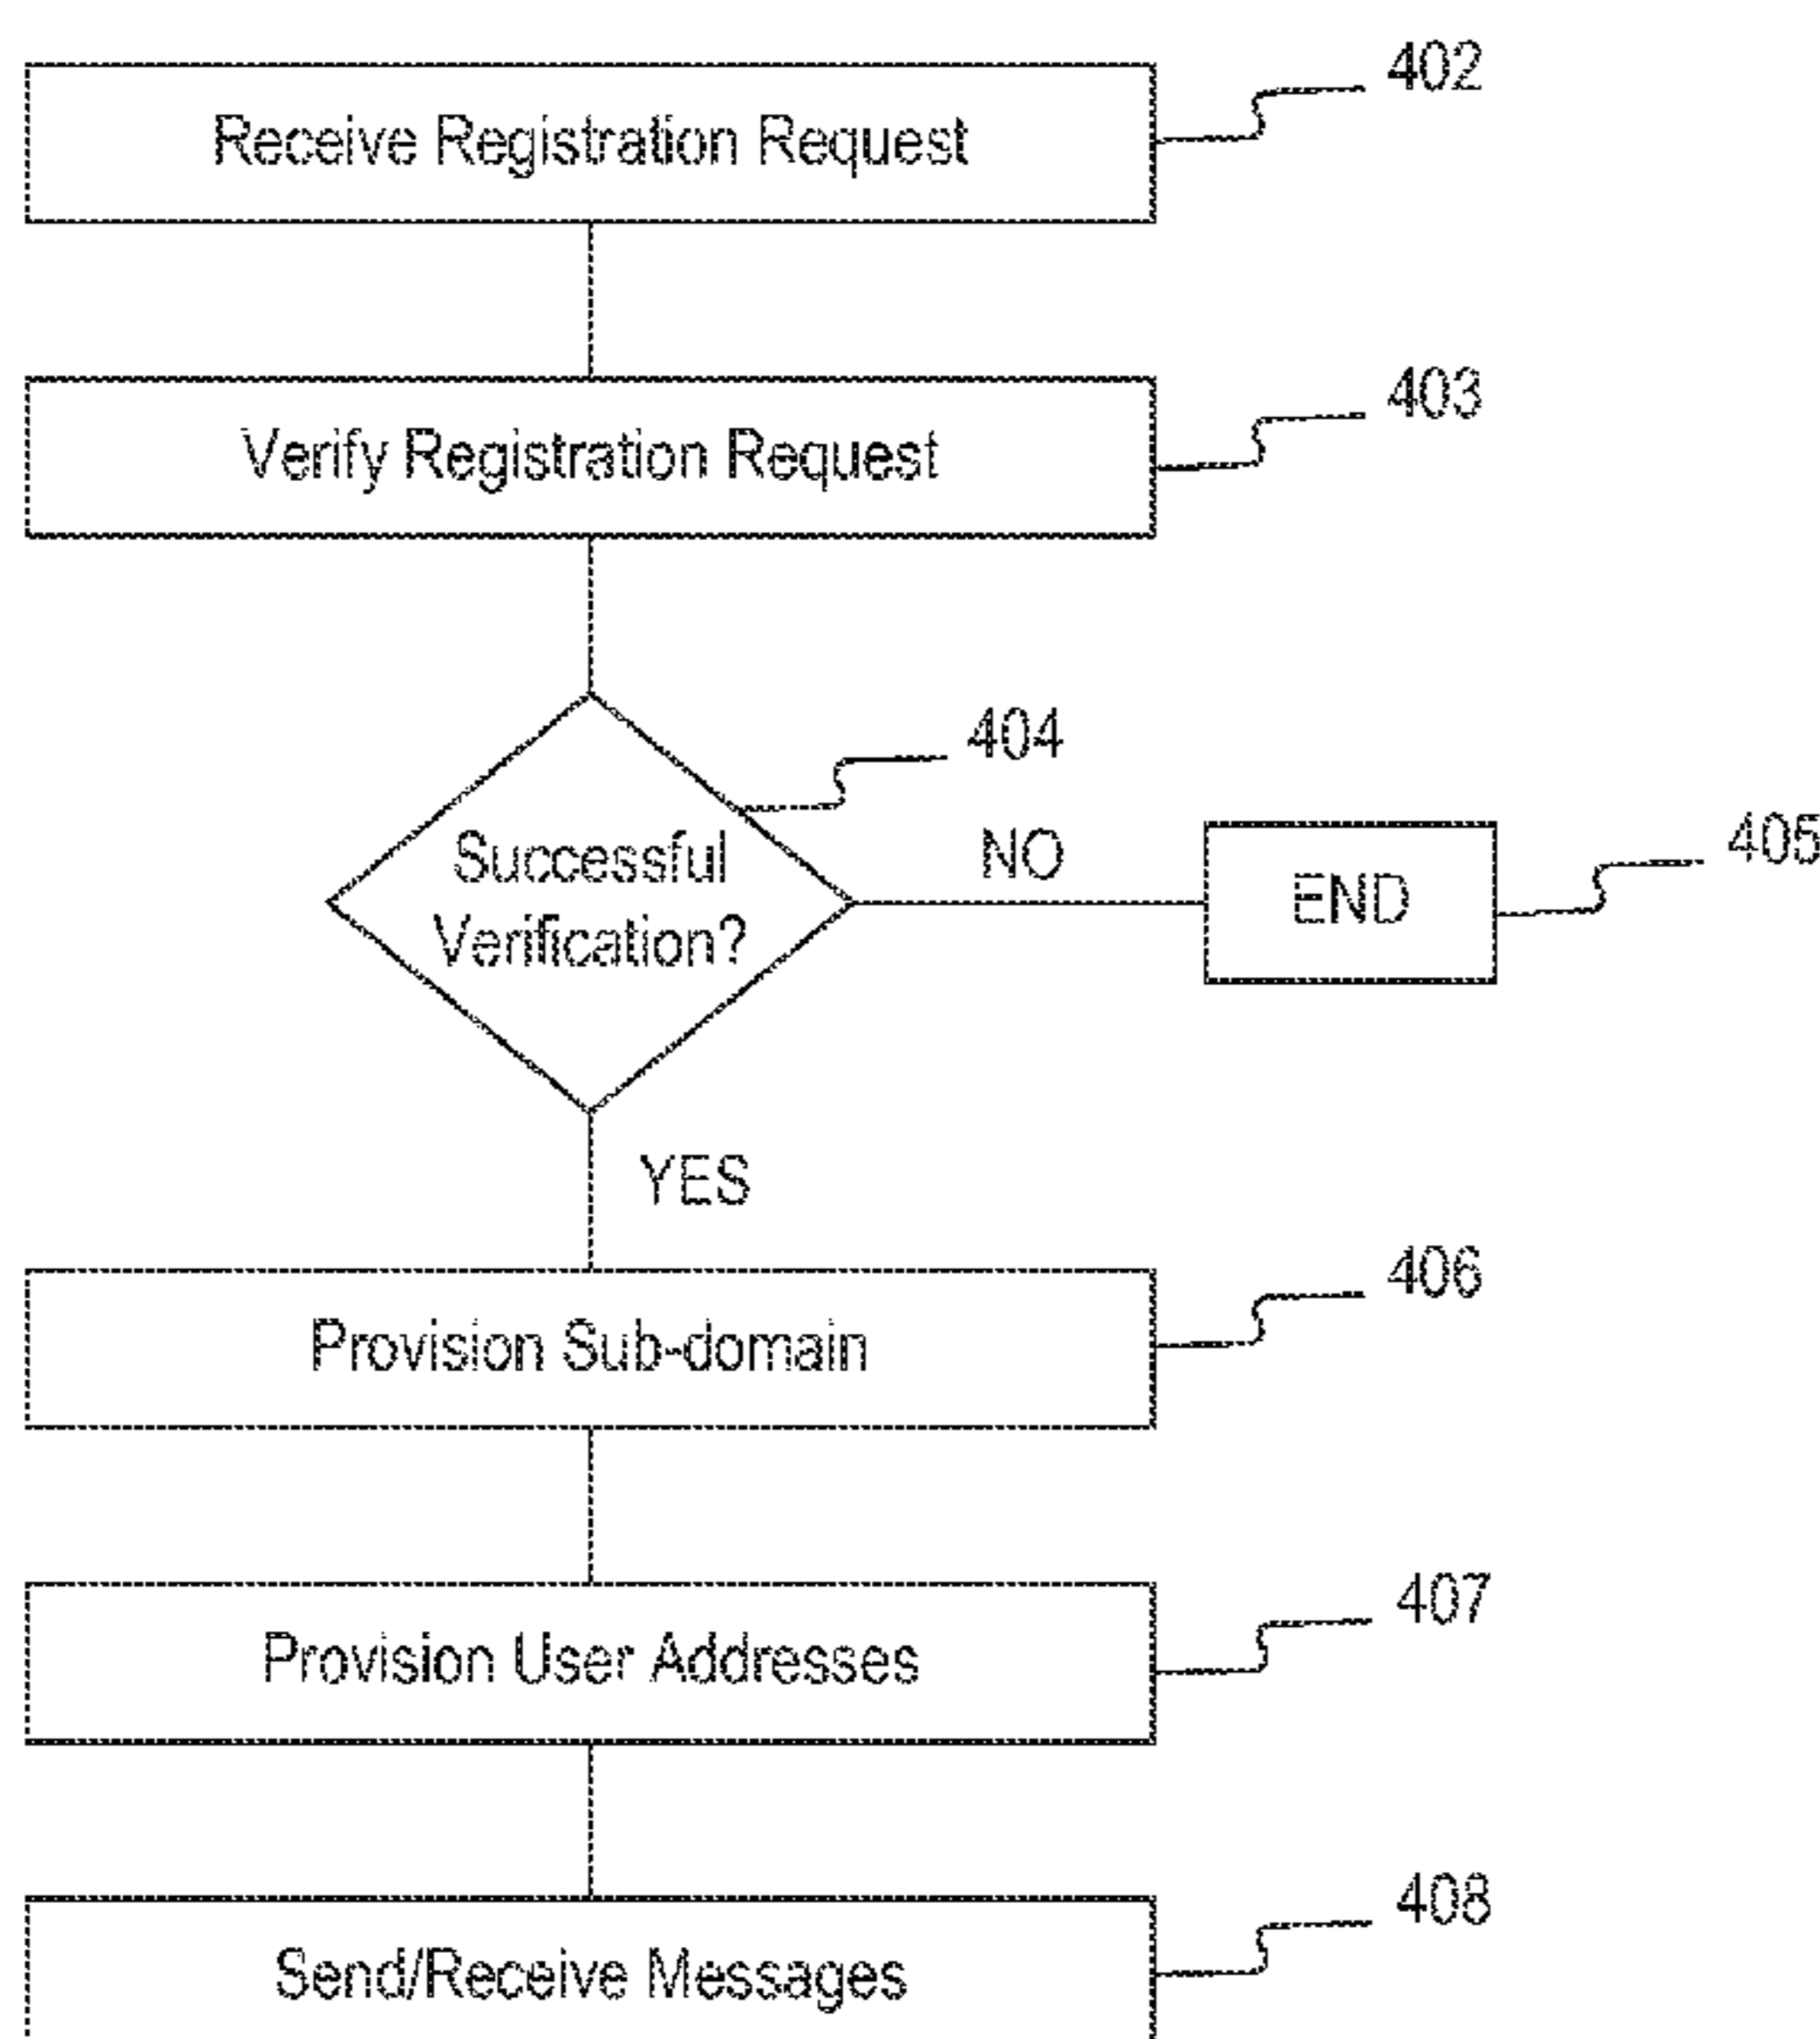 402
Receive Registration Request
403
Verify Registration Request
404
Successful
Verification?
NO
END
405
YES
406
Provision Sub-domain
407
Provision User Addresses
408
Send/Receive Messages